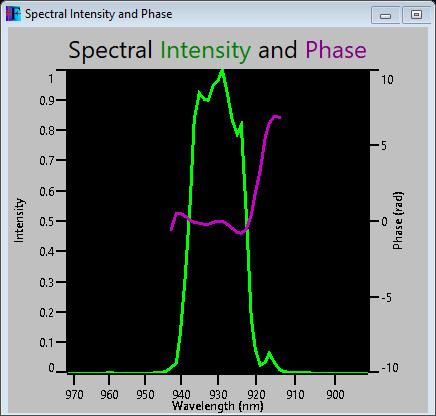 Spectral Intensity and Phase
Spectral Intensity and Phase
1
0.9
0.8
0.7
0.6
0.5
0.4
0.3
0.2
0.1
0
Intensity
10
5
0
-5
-10
Phase (rad)
970 960 950 940 930 920 910 900
Wavelength (nm)